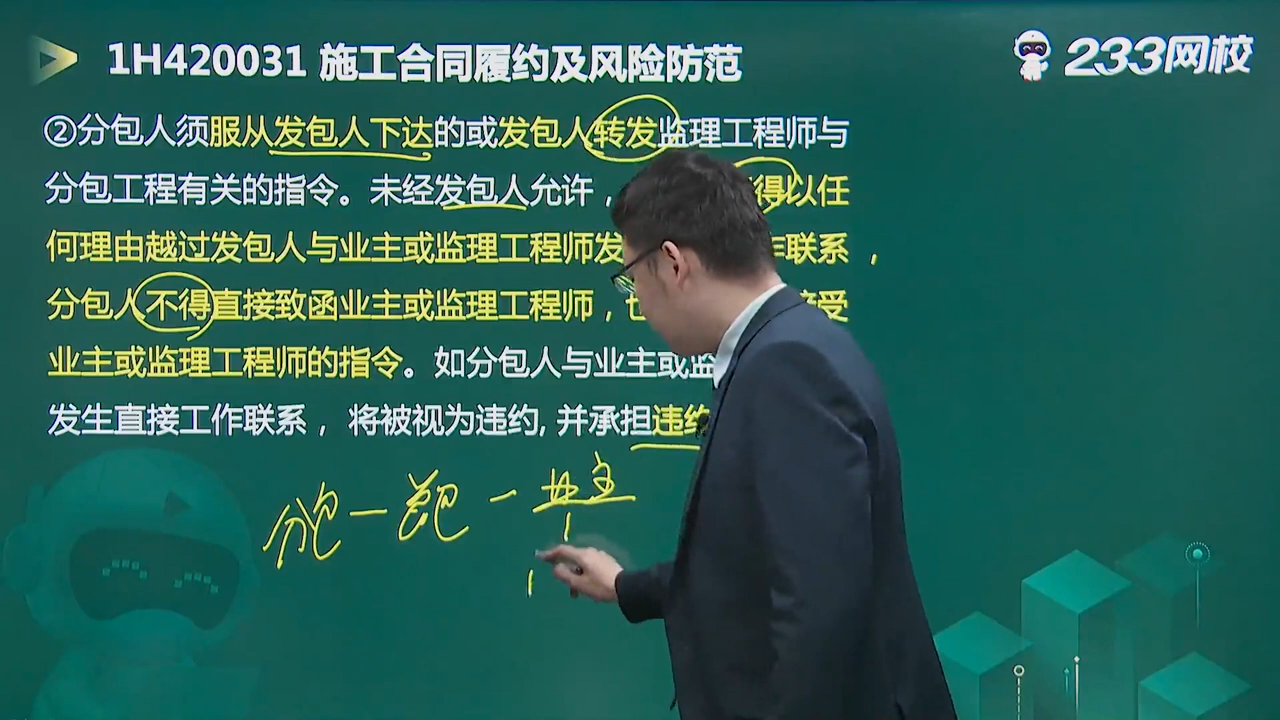 1H420031 施工合同履约及风险防范
233网校
②分包人须服从发包人下达的或发包人转发监理工程师与
分包工程有关的指令。未经发包人允许，得以任
何理由越过发包人与业主或监理工程师发联系，
分包人不得直接致函业主或监理工程师，受
业主或监理工程师的指令。如分包人与业主或
发生直接工作联系，将被视为违约,并承担违约
分包一总包一业主